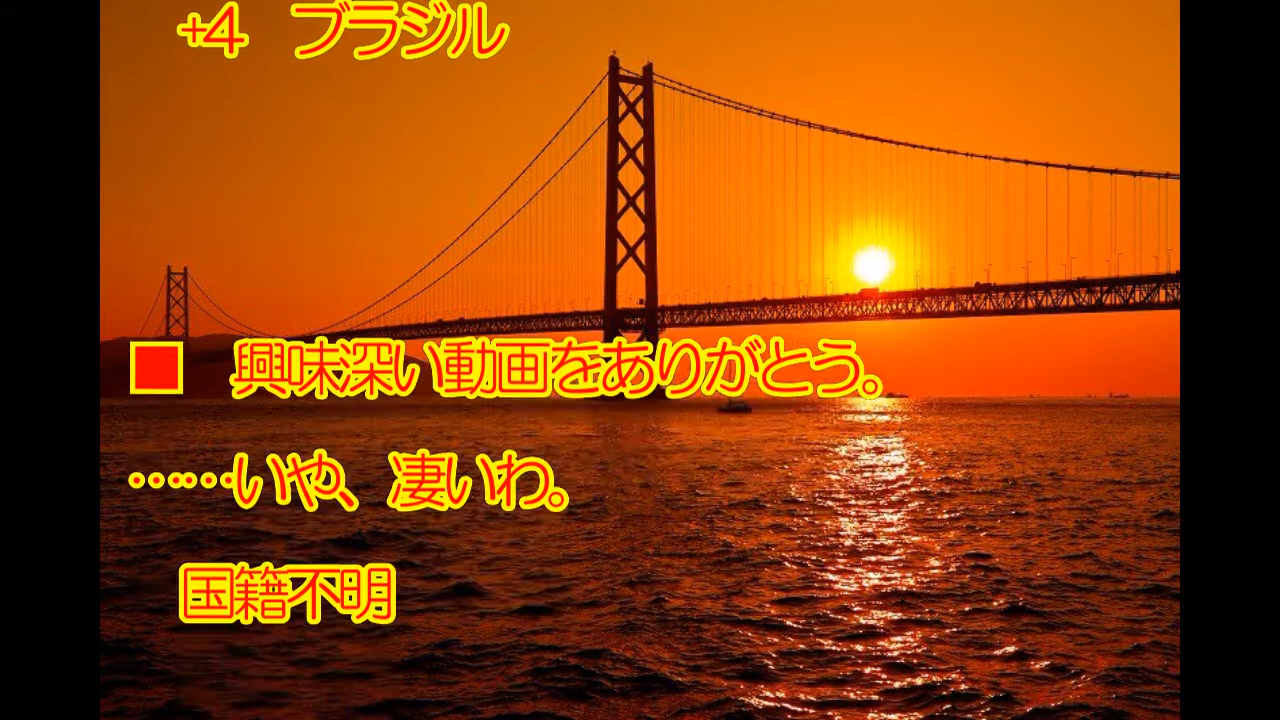 +4　ブラジル
■　興味深い動画をありがとう。
……いや、凄いわ。
国籍不明